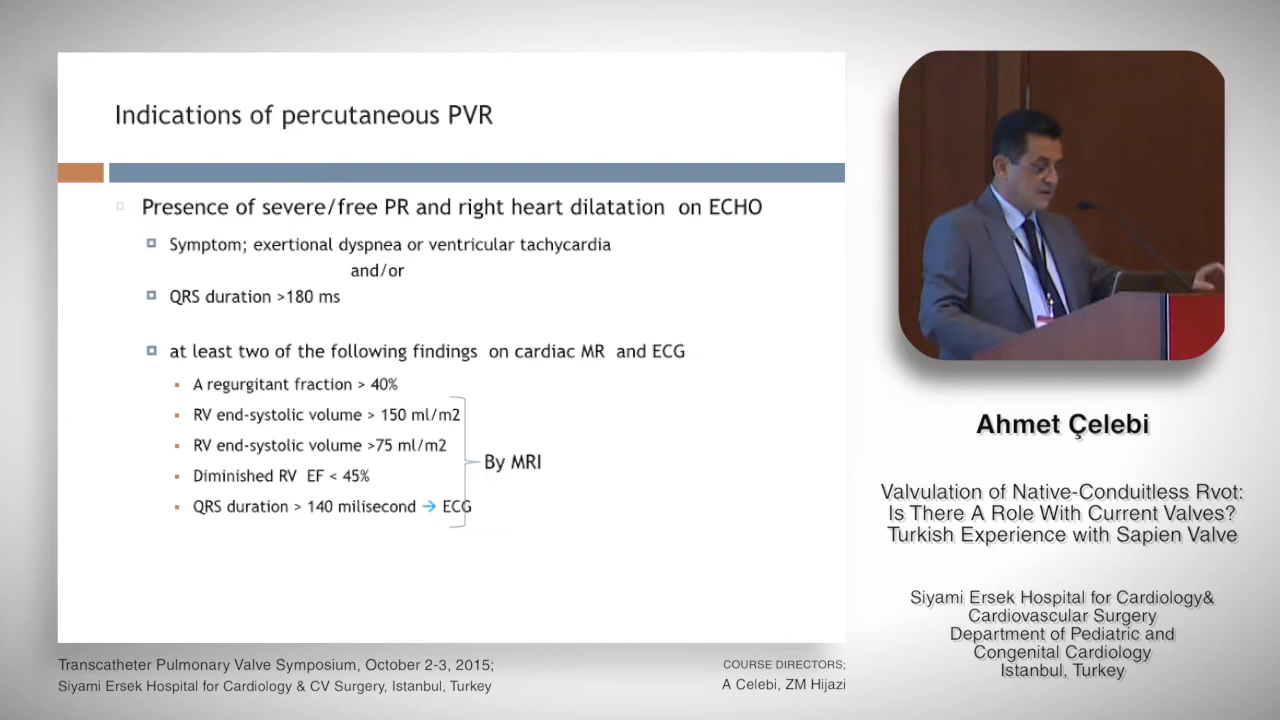 Indications of percutaneous PVR
Presence of severe/free PR and right heart dilatation on ECHO
Symptom; exertional dyspnea or ventricular tachycardia
and/or
QRS duration >180 ms
at least two of the following findings on cardiac MR and ECG
A regurgitant fraction > 40%
RV end-systolic volume > 150 ml/m2
RV end-systolic volume >75 ml/m2
Diminished RV EF < 45%
QRS duration > 140 milisecond → ECG
By MRI
Ahmet Çelebi
Valvulation of Native-Conduitless Rvot:
Is There A Role With Current Valves?
Turkish Experience with Sapien Valve
Siyami Ersek Hospital for Cardiology&
Cardiovascular Surgery
Department of Pediatric and
Congenital Cardiology
Istanbul, Turkey
Transcatheter Pulmonary Valve Symposium, October 2-3, 2015;
Siyami Ersek Hospital for Cardiology & CV Surgery, Istanbul, Turkey
COURSE DIRECTORS;
A Celebi, ZM Hijazi